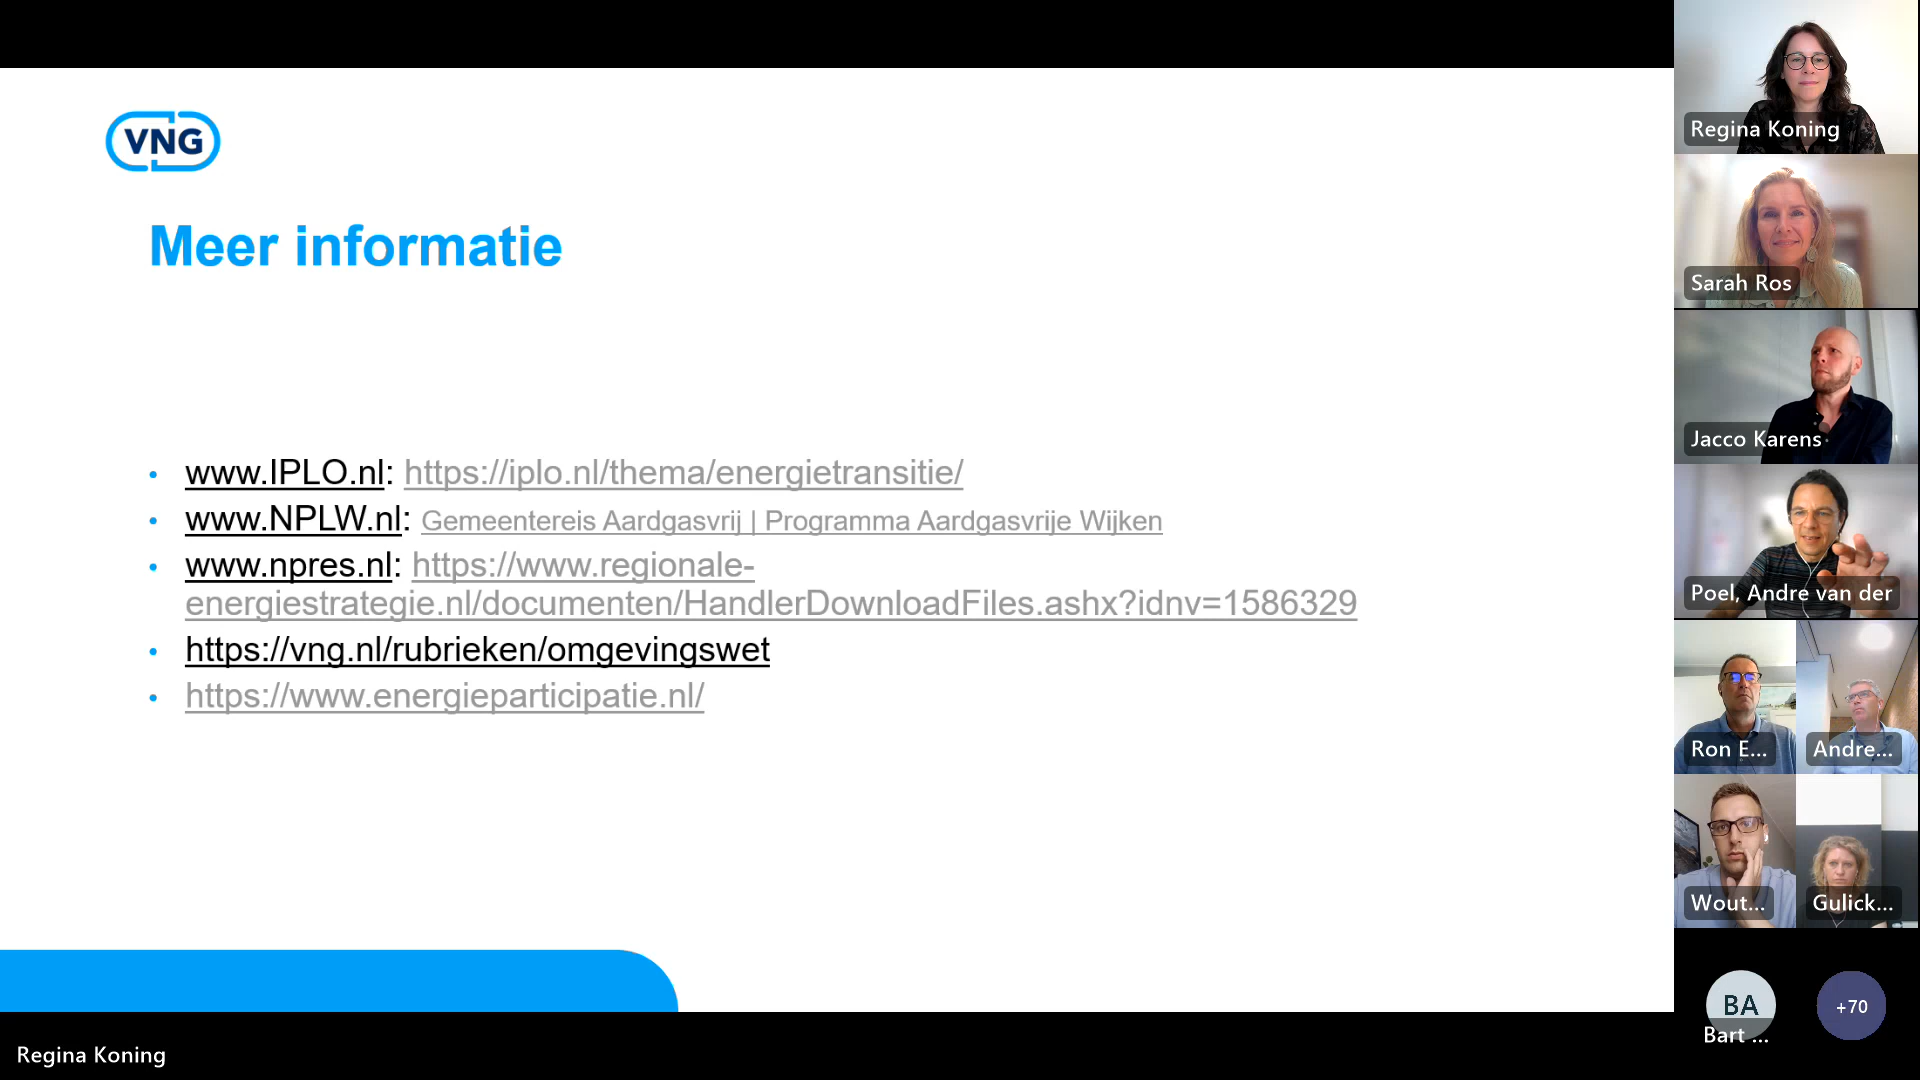 VNG
Meer informatie
• www.IPLO.nl: https://iplo.nl/thema/energietransitie/
• www.NPLW.nl: Gemeentereis Aardgasvrij | Programma Aardgasvrije Wijken
• www.npres.nl: https://www.regionale-
energiestrategie.nl/documenten/HandlerDownloadFiles.ashx?idnv=1586329
• https://vng.nl/rubrieken/omgevingswet
• https://www.energieparticipatie.nl/
Regina Koning
Regina Koning
Sarah Ros
Jacco Karens
Poel, Andre van der
Ron E...
Andre...
Wout...
Gulick...
BA
Bart ...
+70